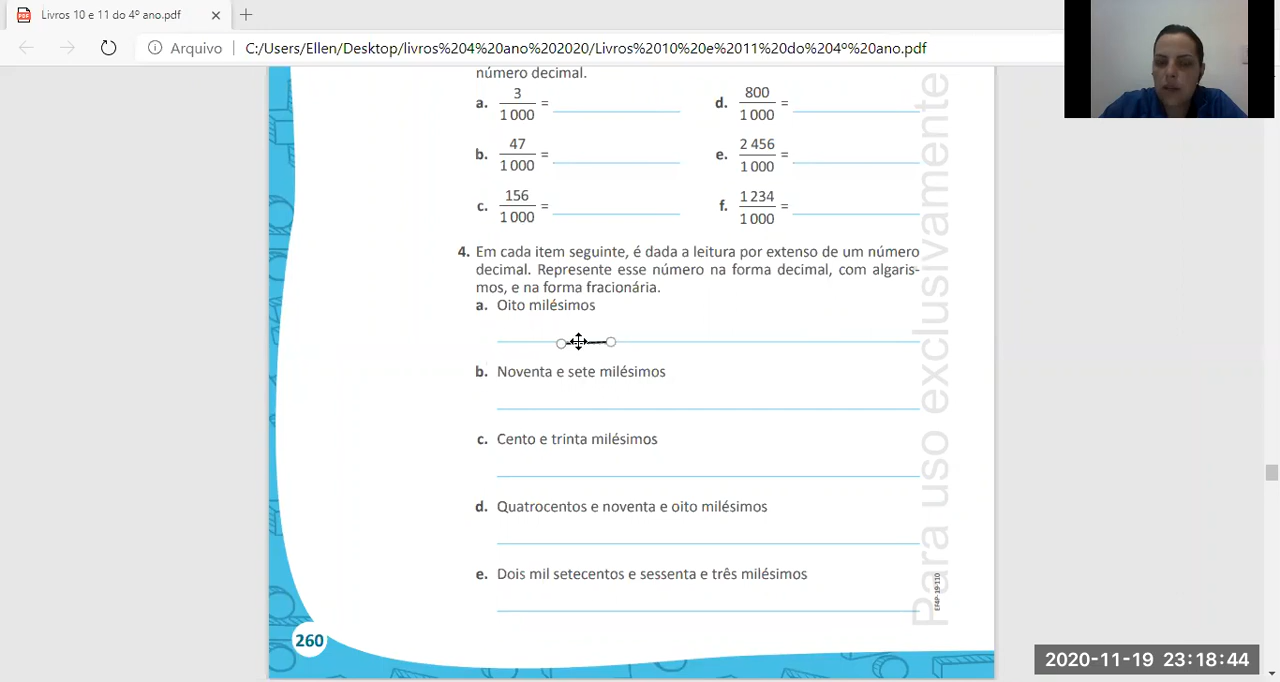 Livros 10 e 11 do 4º ano.pdf
Arquivo
C:/Users/Ellen/Desktop/livros%204%20ano%202020/Livros%2010%20e%2011%20do%204º%20ano.pdf
número decimal.
a. 3/1 000 =
d. 800/1 000 =
b. 47/1 000 =
e. 2 456/1 000 =
c. 156/1 000 =
f. 1 234/1 000 =
4. Em cada item seguinte, é dada a leitura por extenso de um número
decimal. Represente esse número na forma decimal, com algaris-
mos, e na forma fracionária.
a. Oito milésimos
b. Noventa e sete milésimos
c. Cento e trinta milésimos
d. Quatrocentos e noventa e oito milésimos
e. Dois mil setecentos e sessenta e três milésimos
Para uso exclusivamente
EF4P-19-110
260
2020-11-19 23:18:44